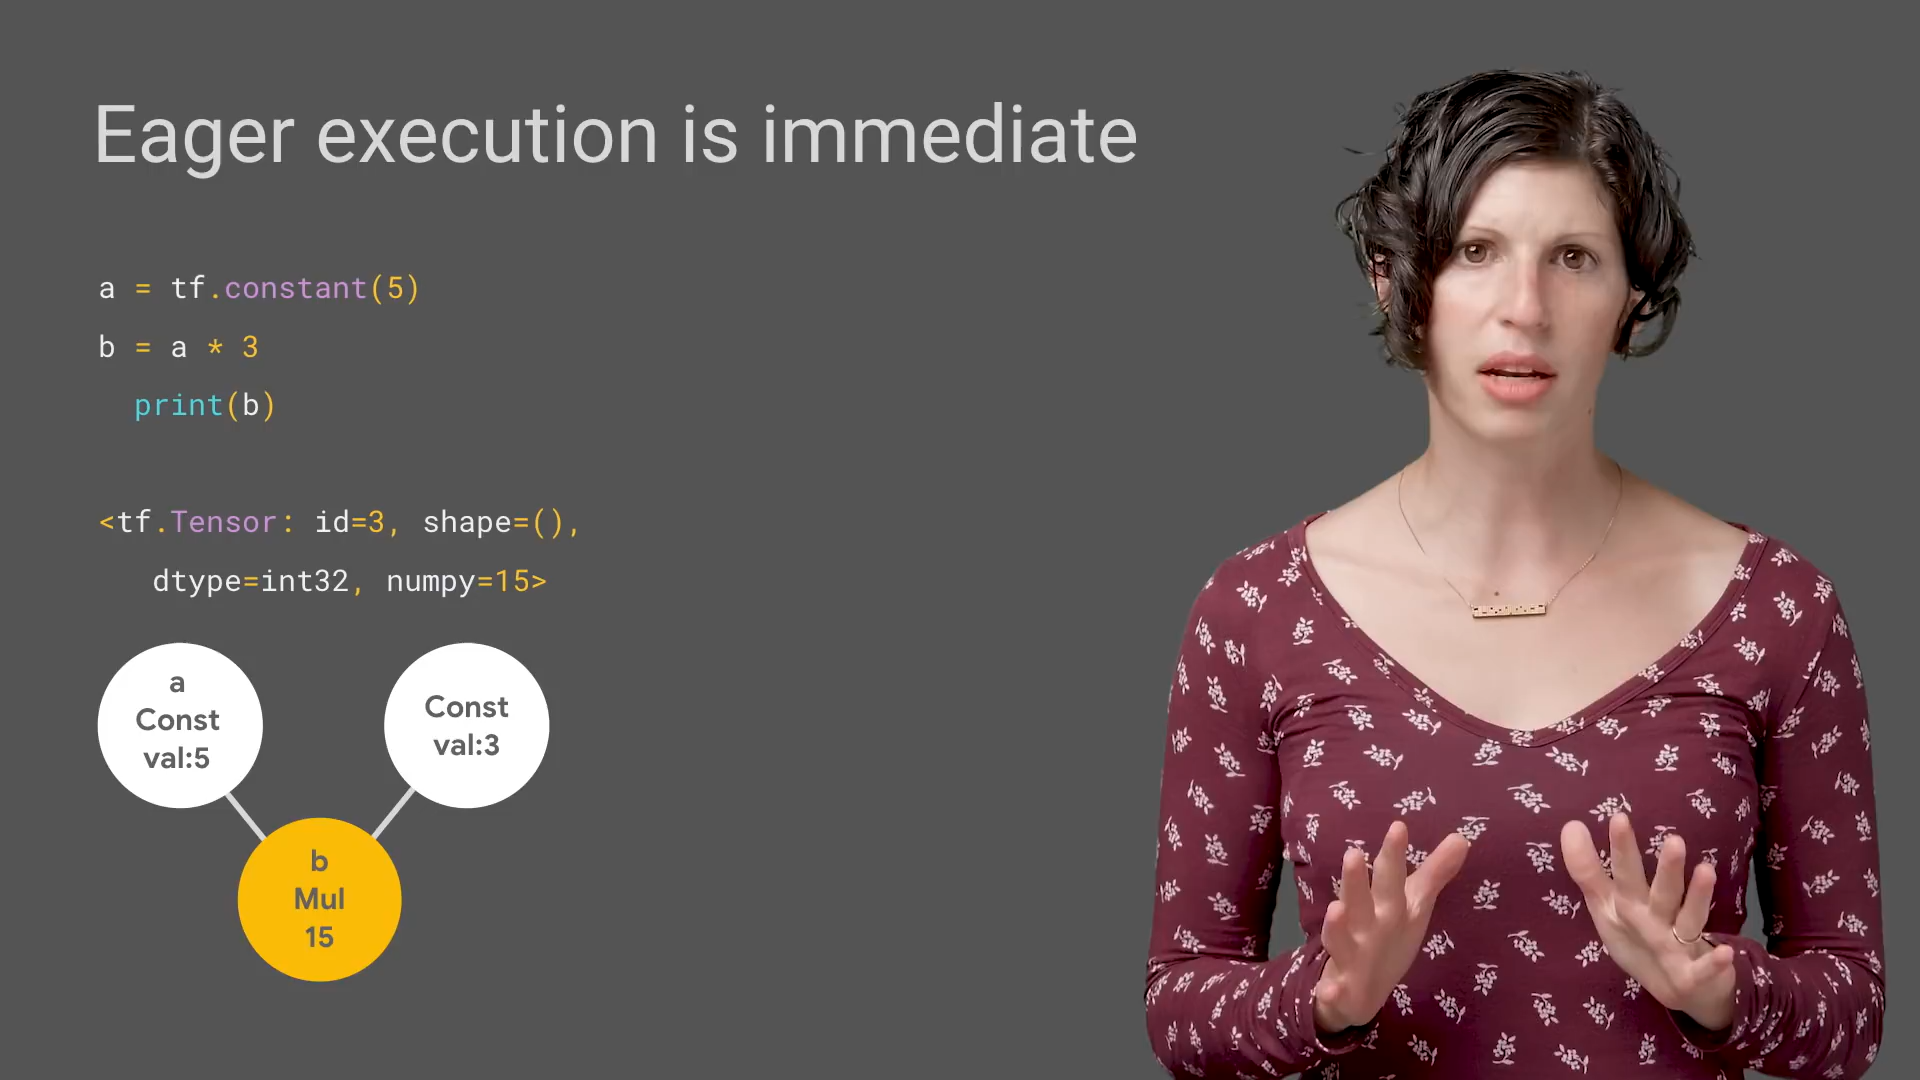 Eager execution is immediate
a = tf.constant(5)
b = a * 3
print(b)
<tf.Tensor: id=3, shape=(),
dtype=int32, numpy=15>
a
Const
val:5
Const
val:3
b
Mul
15